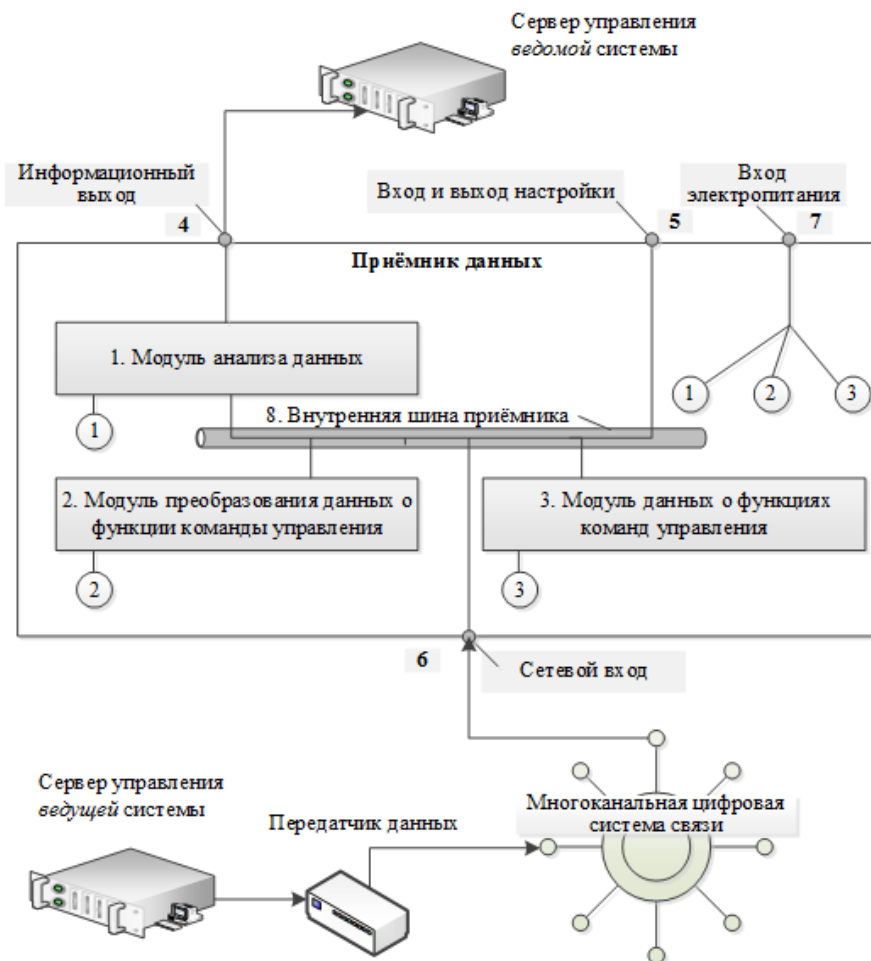 Сервер управления
ведомой системы
Информационный
выход
4
Вход и выход настройки
5
Вход
электропитания
7
Приёмник данных
1. Модуль анализа данных
1
1
2
3
8. Внутренняя шина приёмника
2. Модуль преобразования данных о
функции команды управления
3. Модуль данных о функциях
команд управления
2
3
6
Сетевой вход
Сервер управления
ведущей системы
Передатчик данных
Многоканальная цифровая
система связи